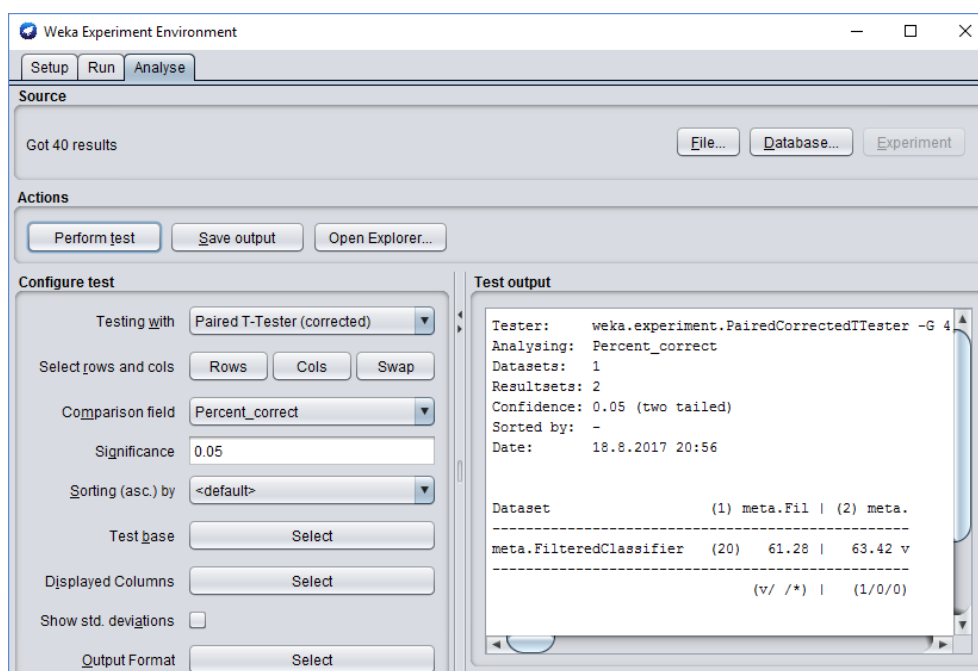 Weka Experiment Environment
Setup Run Analyse
Source
Got 40 results File... Database... Experiment
Actions
Perform test Save output Open Explorer...
Configure test
Testing with Paired T-Tester (corrected)
Select rows and cols Rows Cols Swap
Comparison field Percent_correct
Significance 0.05
Sorting (asc.) by <default>
Test base Select
Displayed Columns Select
Show std. deviations
Output Format Select
Test output
Tester: weka.experiment.PairedCorrectedTTester -G 4
Analysing: Percent_correct
Datasets: 1
Resultsets: 2
Confidence: 0.05 (two tailed)
Sorted by: -
Date: 18.8.2017 20:56
Dataset (1) meta.Fil | (2) meta.
----------------------------------------------------
meta.FilteredClassifier (20) 61.28 | 63.42 v
----------------------------------------------------
(v/ /*) | (1/0/0)